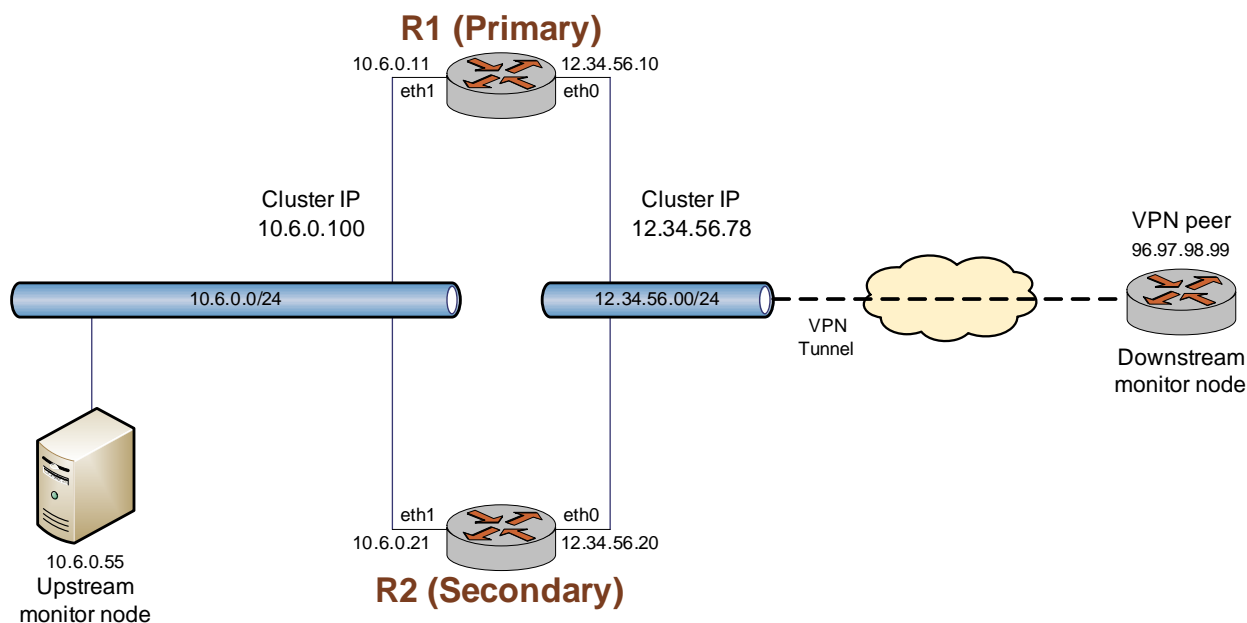 R1 (Primary)
10.6.0.11
12.34.56.10
eth1
eth0
Cluster IP
10.6.0.100
Cluster IP
12.34.56.78
VPN peer
96.97.98.99
10.6.0.0/24
12.34.56.00/24
VPN
Tunnel
Downstream
monitor node
eth1
eth0
10.6.0.21
12.34.56.20
R2 (Secondary)
10.6.0.55
Upstream
monitor node